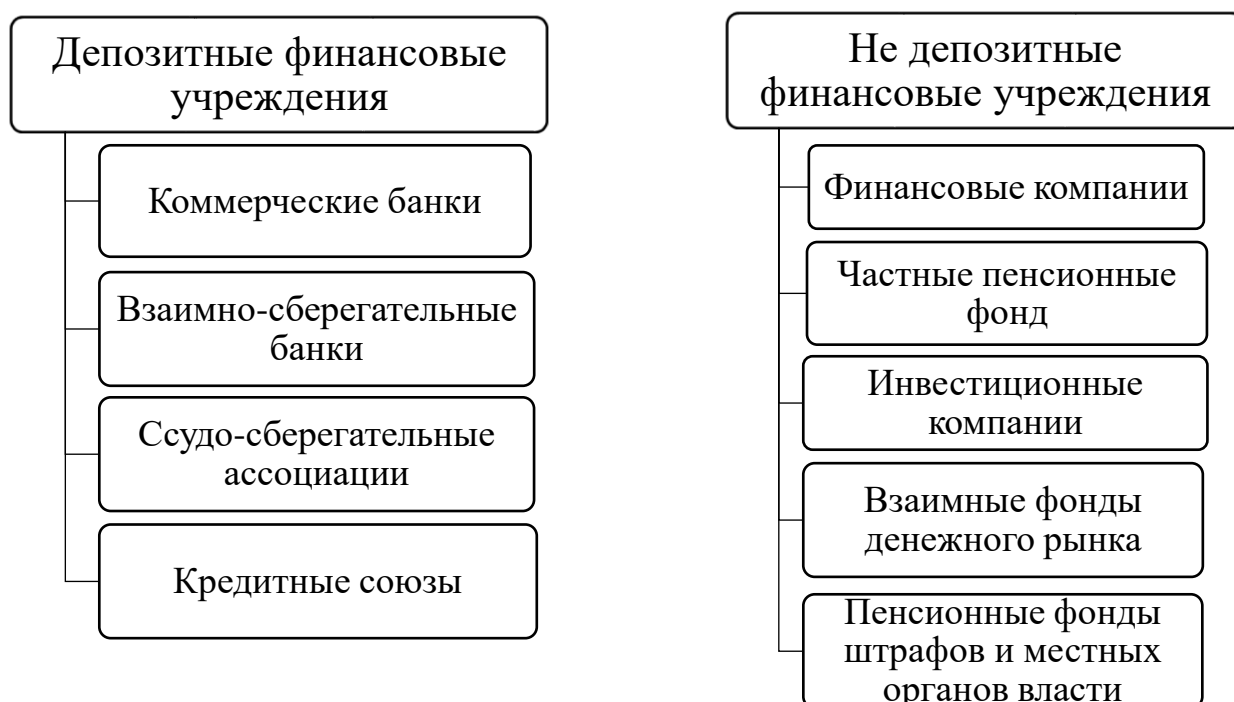 Депозитные финансовые
учреждения
Коммерческие банки
Взаимно-сберегательные
банки
Ссудо-сберегательные
ассоциации
Кредитные союзы
Не депозитные
финансовые учреждения
Финансовые компании
Частные пенсионные
фонд
Инвестиционные
компании
Взаимные фонды
денежного рынка
Пенсионные фонды
штрафов и местных
органов власти